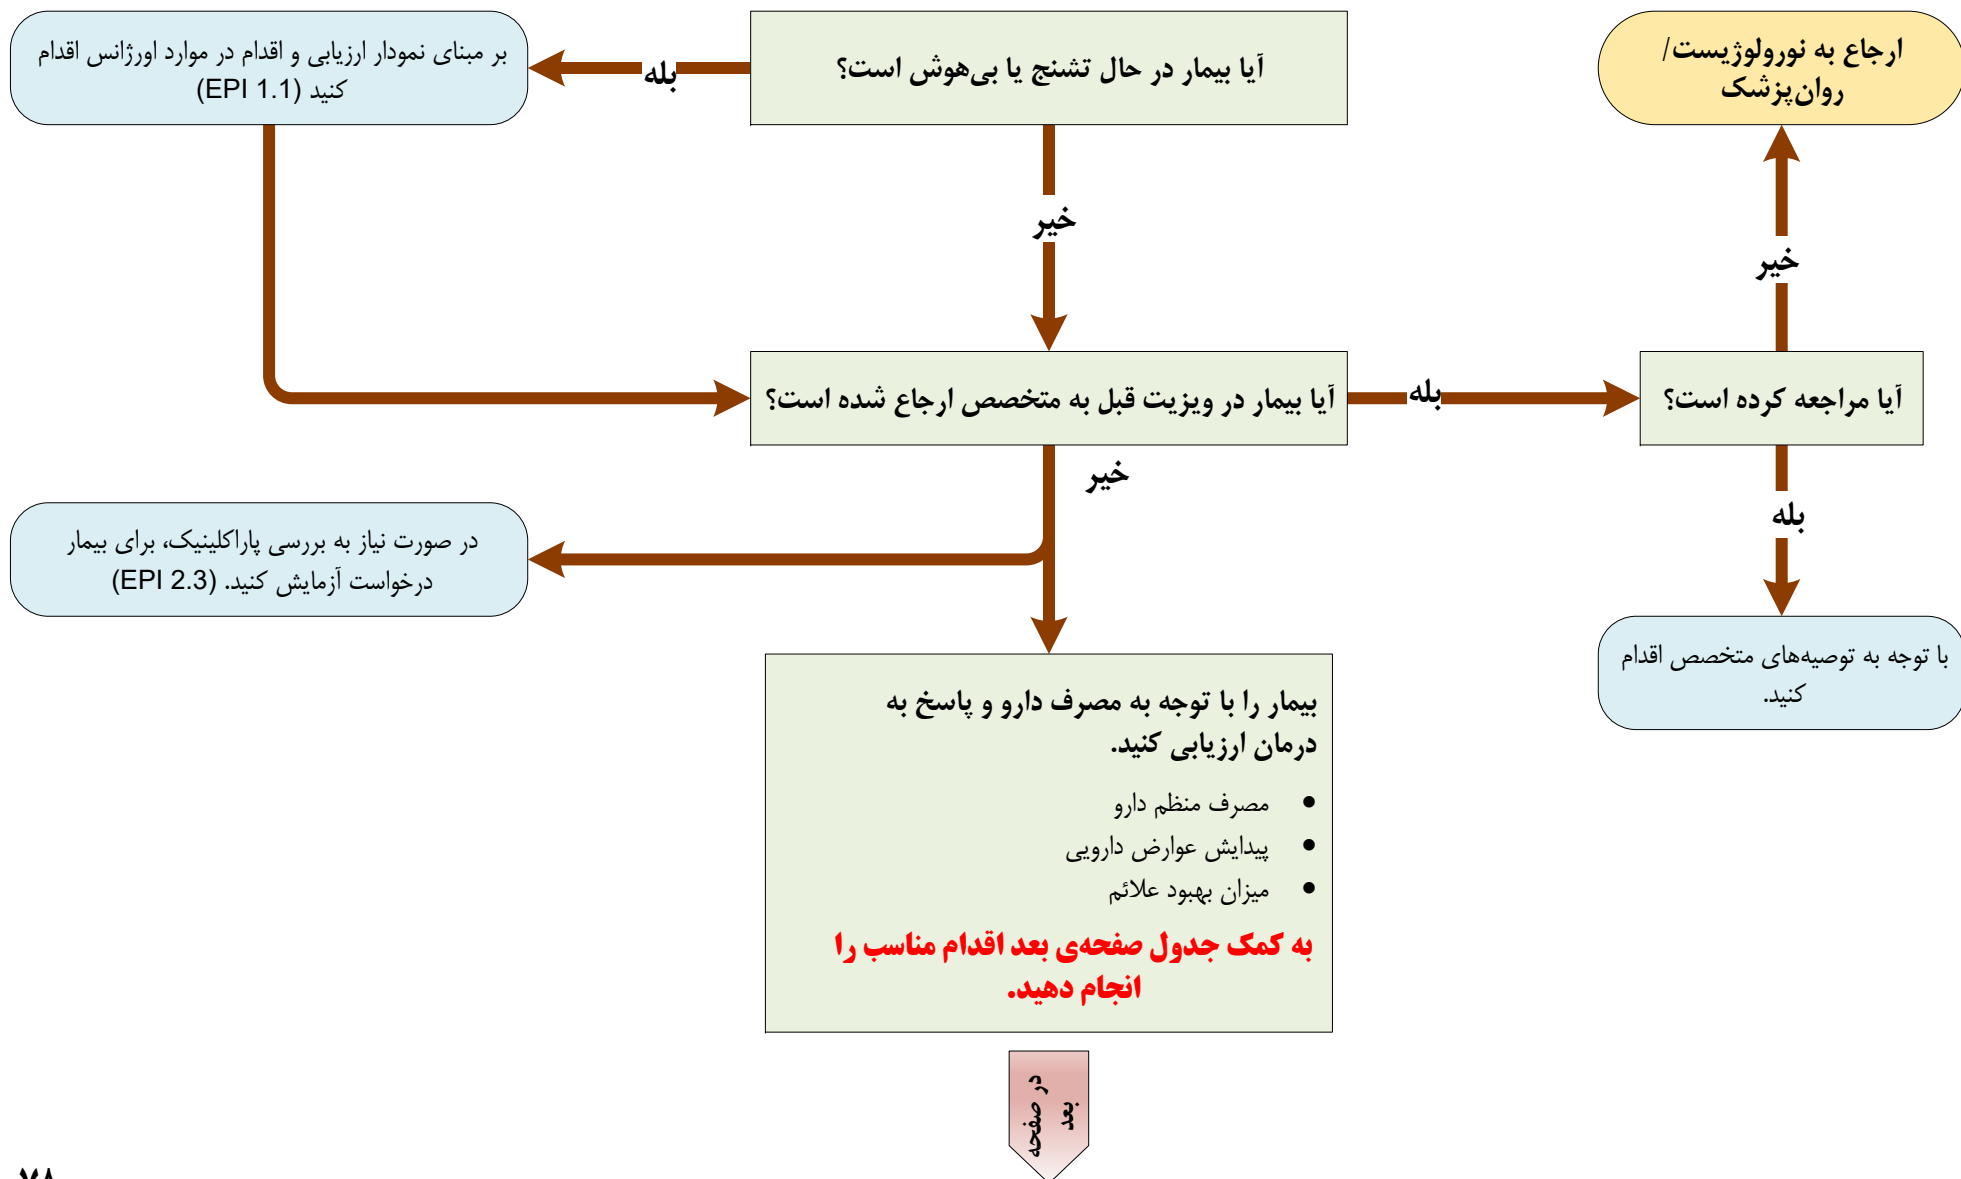 آیا بیمار در حال تشنج یا بی‌هوش است؟
بله
بر مبنای نمودار ارزیابی و اقدام در موارد اورژانس اقدام
کنید (EPI 1.1)
خیر
آیا بیمار در ویزیت قبل به متخصص ارجاع شده است؟
بله
آیا مراجعه کرده است؟
خیر
ارجاع به نورولوژیست/
روان‌پزشک
بله
با توجه به توصیه‌های متخصص اقدام
کنید.
خیر
در صورت نیاز به بررسی پاراکلینیک، برای بیمار
درخواست آزمایش کنید. (EPI 2.3)
بیمار را با توجه به مصرف دارو و پاسخ به
درمان ارزیابی کنید.
• مصرف منظم دارو
• پیدایش عوارض دارویی
• میزان بهبود علائم
به کمک جدول صفحه‌ی بعد اقدام مناسب را
انجام دهید.
در صفحه
بعد
۷۸